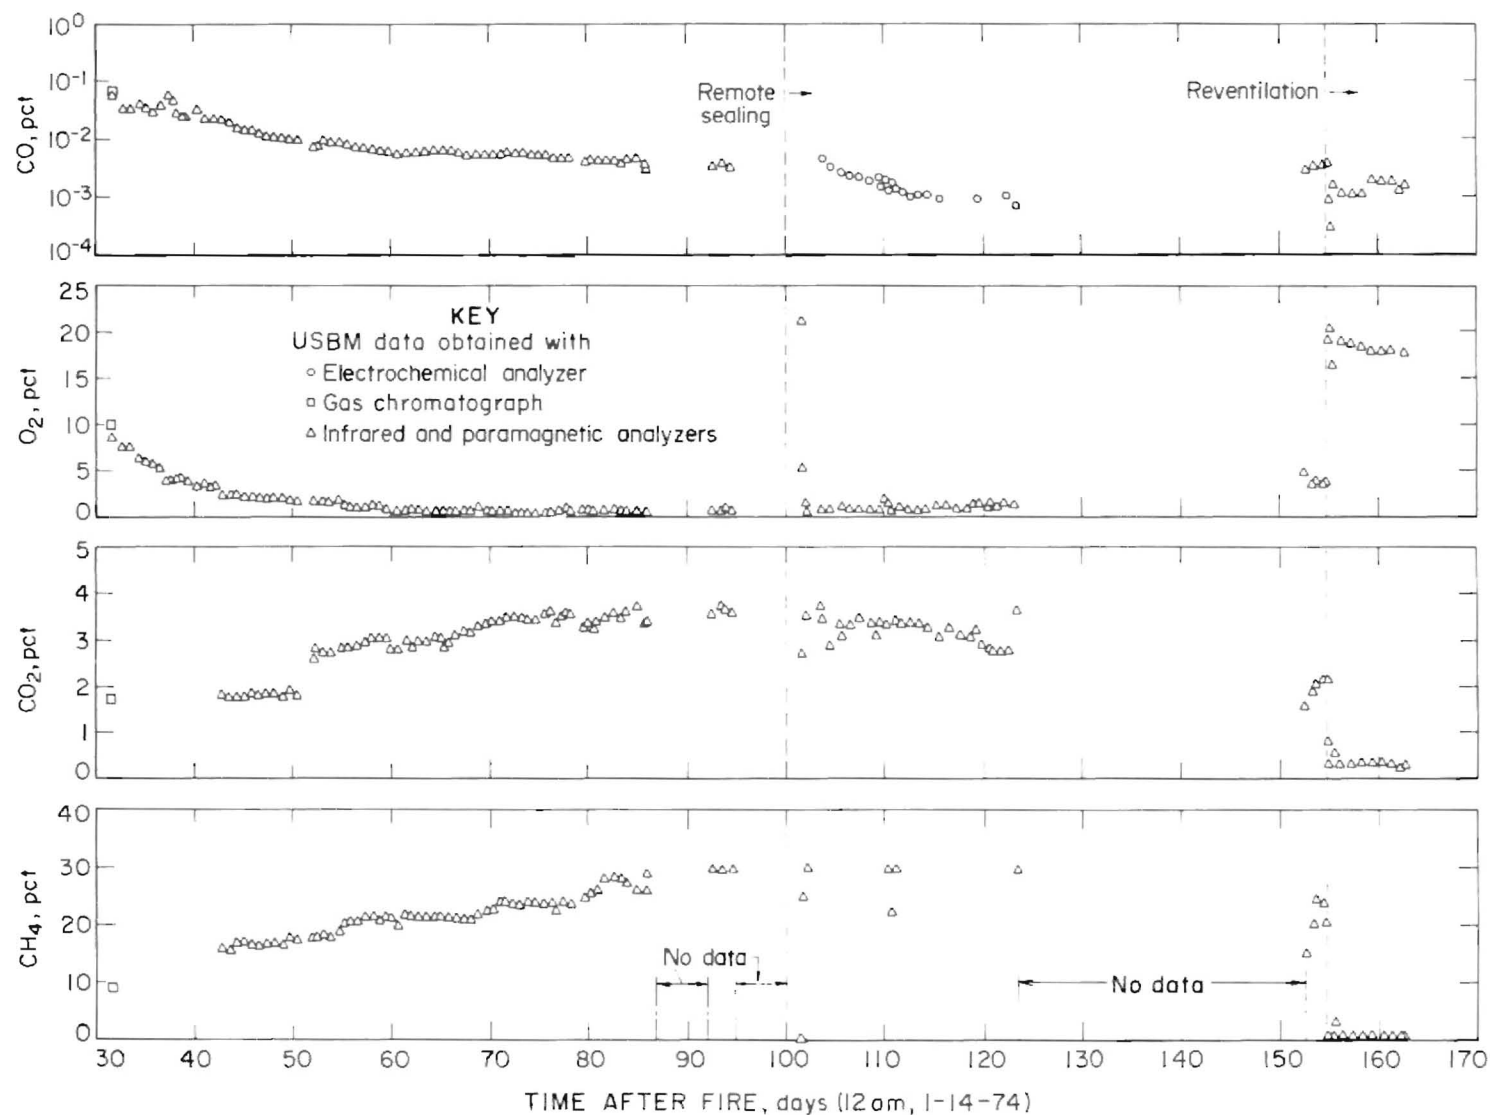 10⁰
10⁻¹
10⁻²
10⁻³
10⁻⁴
CO, pct
Remote
sealing
Reventilation
25
20
15
10
5
0
O₂, pct
KEY
USBM data obtained with
Electrochemical analyzer
Gas chromatograph
Infrared and paramagnetic analyzers
5
4
3
2
1
0
CO₂, pct
40
30
20
10
0
CH₄, pct
No data
No data
30 40 50 60 70 80 90 100 110 120 130 140 150 160 170
TIME AFTER FIRE, days (12am, 1-14-74)